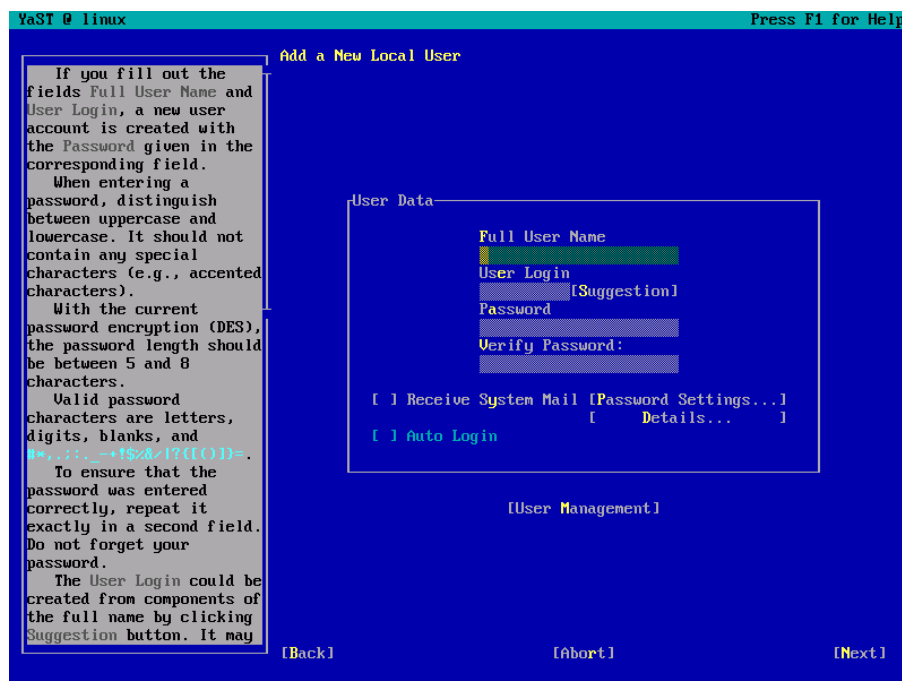 YaST @ linux Press F1 for Help
Add a New Local User
If you fill out the
fields Full User Name and
User Login, a new user
account is created with
the Password given in the
corresponding field.
When entering a
password, distinguish
between uppercase and
lowercase. It should not
contain any special
characters (e.g., accented
characters).
With the current
password encryption (DES),
the password length should
be between 5 and 8
characters.
Valid password
characters are letters,
digits, blanks, and
#*,.;:._-+!$%&/|?{[()]}=.
To ensure that the
password was entered
correctly, repeat it
exactly in a second field.
Do not forget your
password.
The User Login could be
created from components of
the full name by clicking
Suggestion button. It may
User Data
Full User Name
User Login
[Suggestion]
Password
Verify Password:
[ ] Receive System Mail [Password Settings...]
[ Details... ]
[ ] Auto Login
[User Management]
[Back] [Abort] [Next]